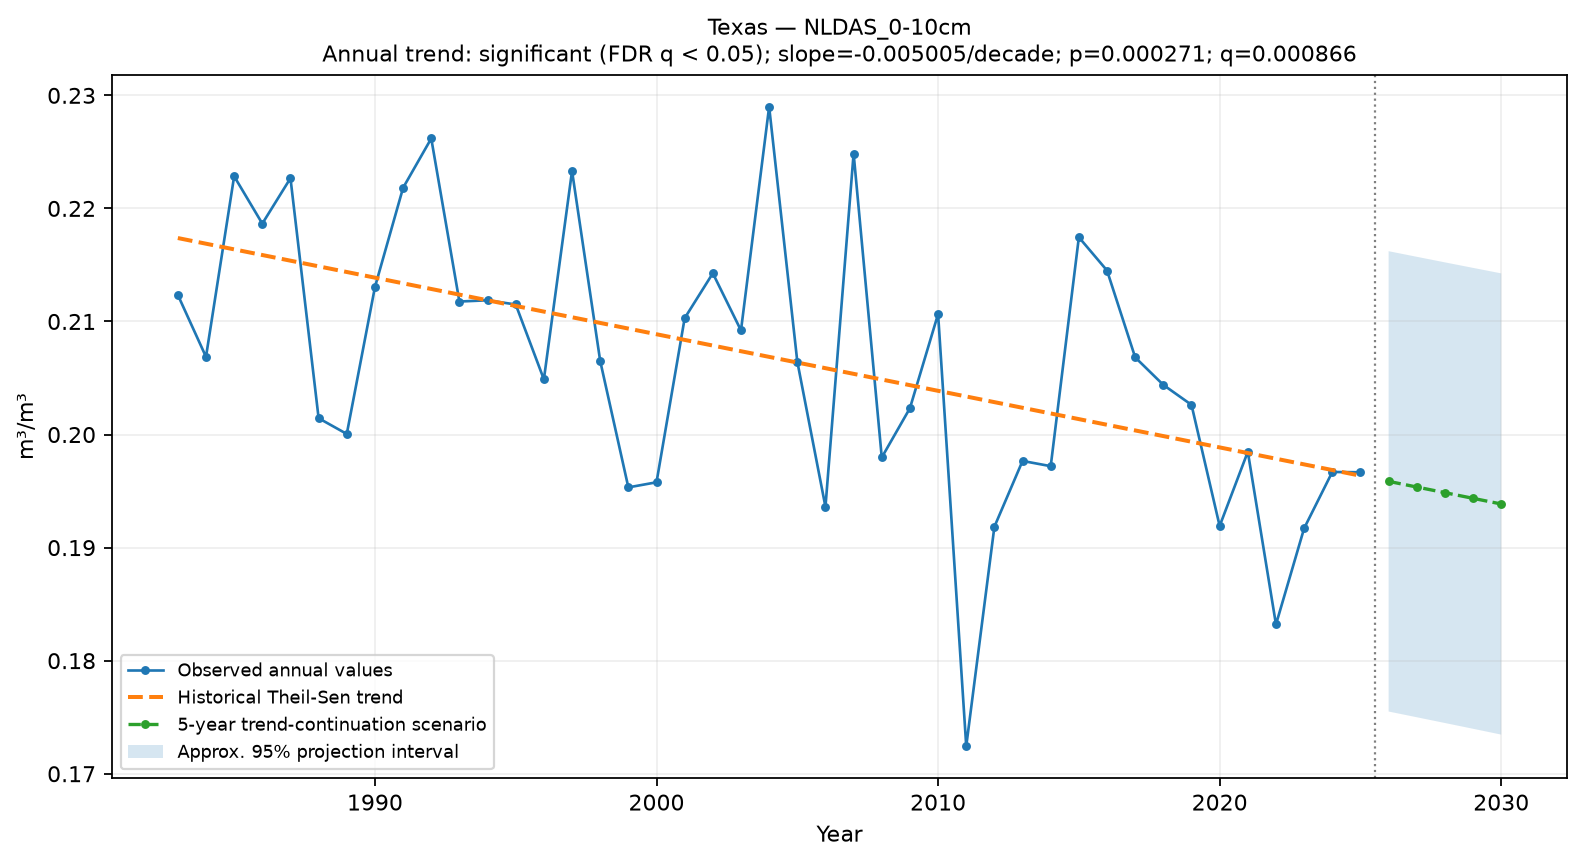 Texas — NLDAS_0-10cm
Annual trend: significant (FDR q < 0.05); slope=-0.005005/decade; p=0.000271; q=0.000866
0.23
0.22
0.21
0.20
0.19
0.18
0.17
m³/m³
Observed annual values
Historical Theil-Sen trend
5-year trend-continuation scenario
Approx. 95% projection interval
1990
2000
2010
2020
2030
Year